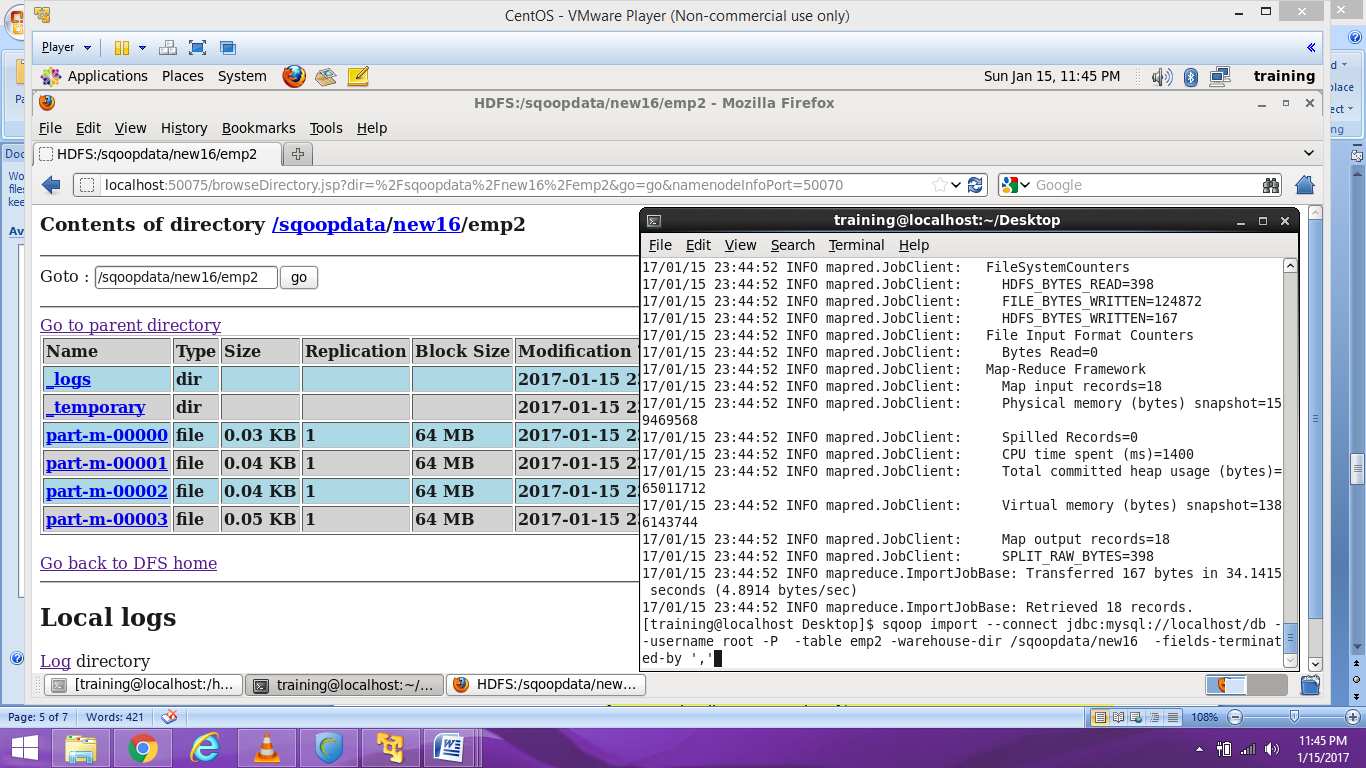 CentOS - VMware Player (Non-commercial use only)
Player
Applications Places System
Sun Jan 15, 11:45 PM
training
HDFS:/sqoopdata/new16/emp2 - Mozilla Firefox
File Edit View History Bookmarks Tools Help
HDFS:/sqoopdata/new16/emp2
localhost:50075/browseDirectory.jsp?dir=%2Fsqoopdata%2Fnew16%2Femp2&go=go&namenodeInfoPort=50070
Google
Contents of directory /sqoopdata/new16/emp2
Goto : /sqoopdata/new16/emp2 go
Go to parent directory
Name Type Size Replication Block Size Modification
_logs dir 2017-01-15 2
_temporary dir 2017-01-15 2
part-m-00000 file 0.03 KB 1 64 MB 2017-01-15 2
part-m-00001 file 0.04 KB 1 64 MB 2017-01-15 2
part-m-00002 file 0.04 KB 1 64 MB 2017-01-15 2
part-m-00003 file 0.05 KB 1 64 MB 2017-01-15 2
Go back to DFS home
Local logs
Log directory
training@localhost:~/Desktop
File Edit View Search Terminal Help
17/01/15 23:44:52 INFO mapred.JobClient:   FileSystemCounters
17/01/15 23:44:52 INFO mapred.JobClient:     HDFS_BYTES_READ=398
17/01/15 23:44:52 INFO mapred.JobClient:     FILE_BYTES_WRITTEN=124872
17/01/15 23:44:52 INFO mapred.JobClient:     HDFS_BYTES_WRITTEN=167
17/01/15 23:44:52 INFO mapred.JobClient:   File Input Format Counters
17/01/15 23:44:52 INFO mapred.JobClient:     Bytes Read=0
17/01/15 23:44:52 INFO mapred.JobClient:   Map-Reduce Framework
17/01/15 23:44:52 INFO mapred.JobClient:     Map input records=18
17/01/15 23:44:52 INFO mapred.JobClient:     Physical memory (bytes) snapshot=15
9469568
17/01/15 23:44:52 INFO mapred.JobClient:     Spilled Records=0
17/01/15 23:44:52 INFO mapred.JobClient:     CPU time spent (ms)=1400
17/01/15 23:44:52 INFO mapred.JobClient:     Total committed heap usage (bytes)=
65011712
17/01/15 23:44:52 INFO mapred.JobClient:     Virtual memory (bytes) snapshot=138
6143744
17/01/15 23:44:52 INFO mapred.JobClient:     Map output records=18
17/01/15 23:44:52 INFO mapred.JobClient:     SPLIT_RAW_BYTES=398
17/01/15 23:44:52 INFO mapreduce.ImportJobBase: Transferred 167 bytes in 34.1415
seconds (4.8914 bytes/sec)
17/01/15 23:44:52 INFO mapreduce.ImportJobBase: Retrieved 18 records.
[training@localhost Desktop]$ sqoop import --connect jdbc:mysql://localhost/db -
-username root -P  -table emp2 -warehouse-dir /sqoopdata/new16  -fields-terminat
ed-by ','
[training@localhost:/h...
training@localhost:~/...
HDFS:/sqoopdata/new...
Page: 5 of 7 Words: 421
108%
11:45 PM
1/15/2017